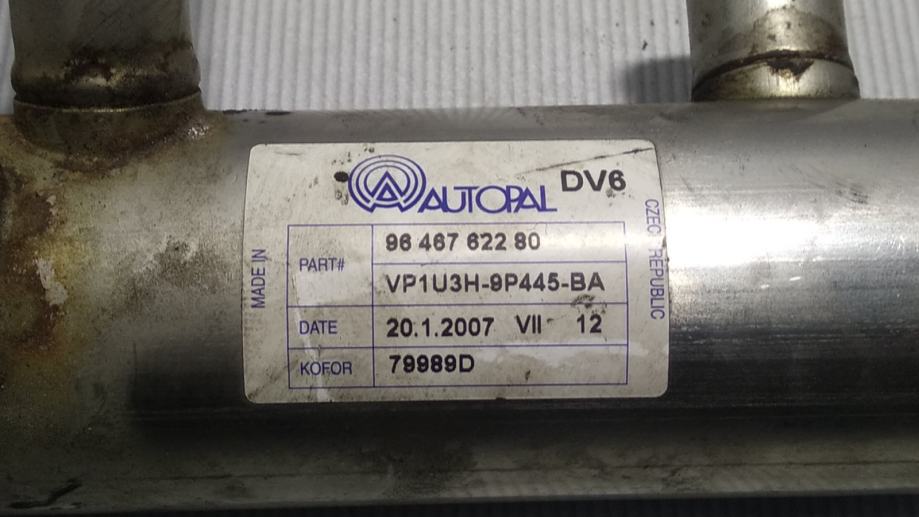 AUTOPAL DV6
MADE IN
PART# 96 467 622 80
VP1U3H-9P445-BA
DATE 20.1.2007 VII 12
KOFOR 79989D
REPUBLIC